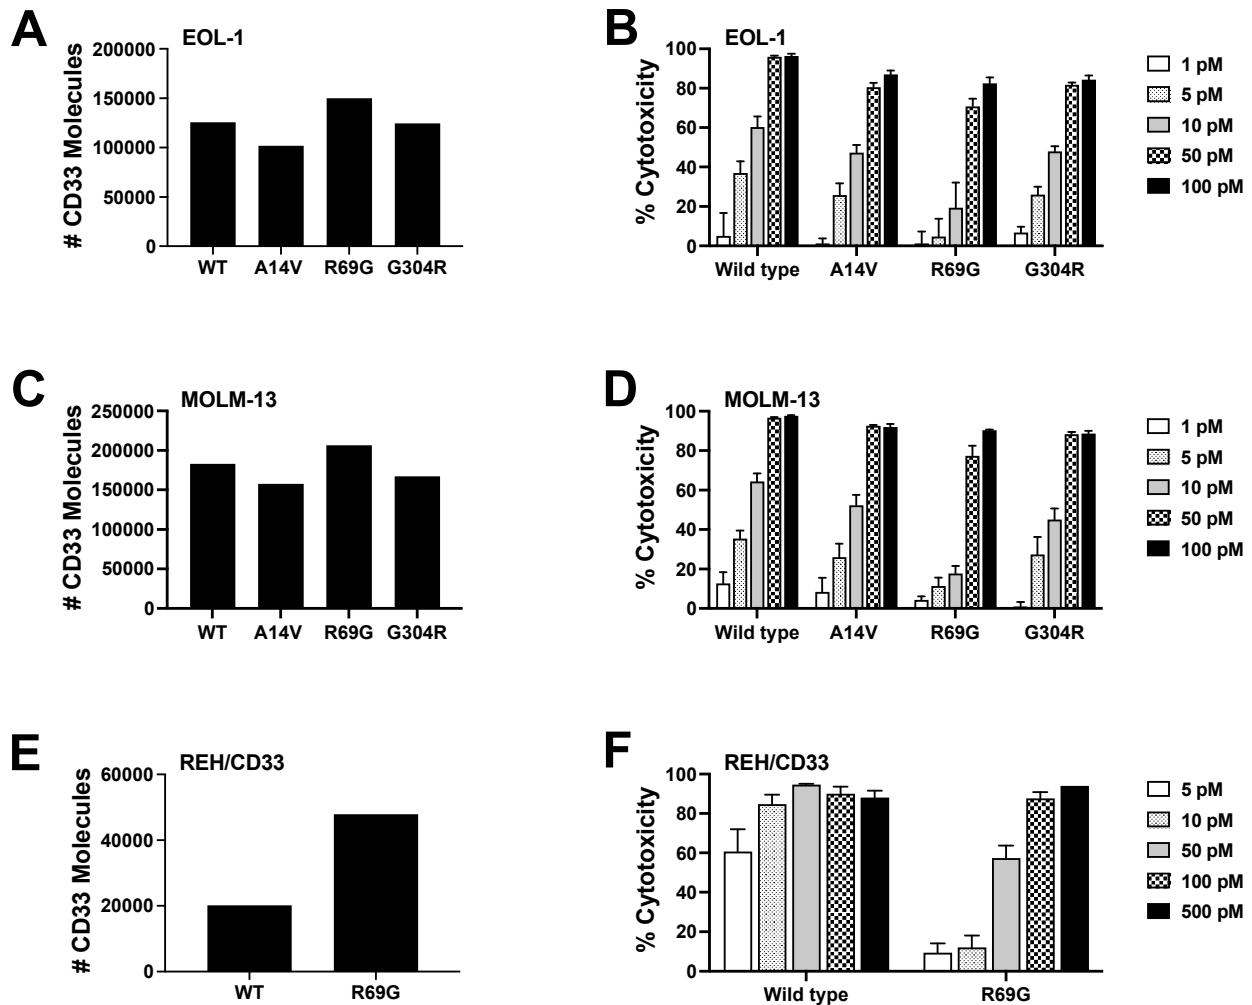 A
EOL-1
# CD33 Molecules
200000
150000
100000
50000
0
WT A14V R69G G304R
B
EOL-1
% Cytotoxicity
100
80
60
40
20
0
Wild type A14V R69G G304R
1 pM
5 pM
10 pM
50 pM
100 pM
C
MOLM-13
# CD33 Molecules
250000
200000
150000
100000
50000
0
WT A14V R69G G304R
D
MOLM-13
% Cytotoxicity
100
80
60
40
20
0
Wild type A14V R69G G304R
1 pM
5 pM
10 pM
50 pM
100 pM
E
REH/CD33
# CD33 Molecules
60000
40000
20000
0
WT R69G
F
REH/CD33
% Cytotoxicity
100
80
60
40
20
0
Wild type R69G
5 pM
10 pM
50 pM
100 pM
500 pM